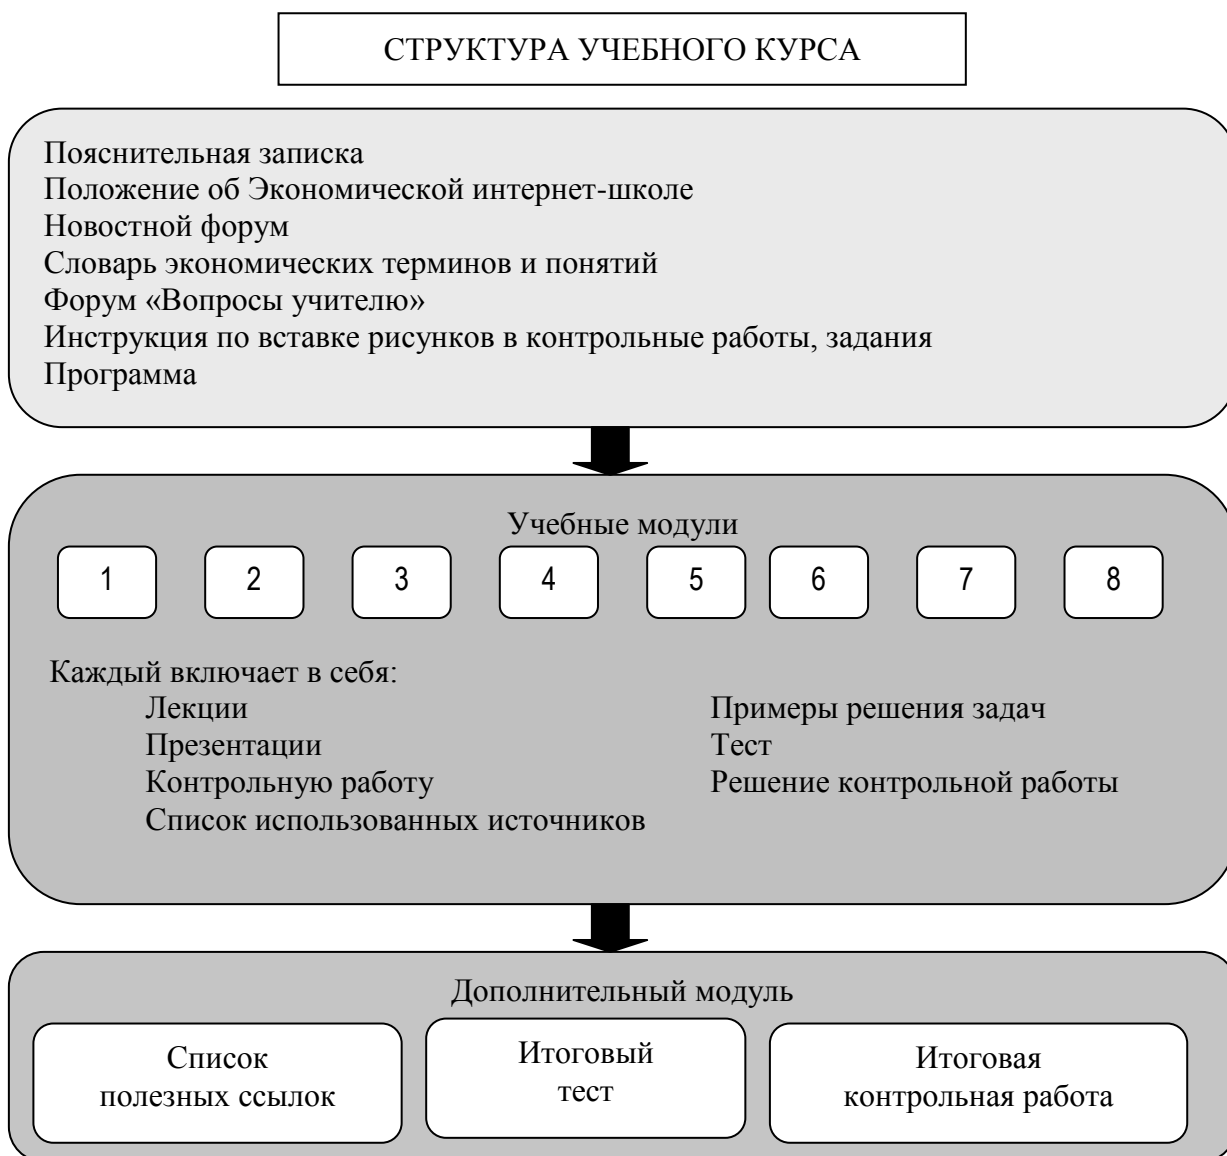 СТРУКТУРА УЧЕБНОГО КУРСА
Пояснительная записка
Положение об Экономической интернет-школе
Новостной форум
Словарь экономических терминов и понятий
Форум «Вопросы учителю»
Инструкция по вставке рисунков в контрольные работы, задания
Программа
Учебные модули
1 2 3 4 5 6 7 8
Каждый включает в себя:
Лекции
Презентации
Контрольную работу
Список использованных источников
Примеры решения задач
Тест
Решение контрольной работы
Дополнительный модуль
Список
полезных ссылок
Итоговый
тест
Итоговая
контрольная работа